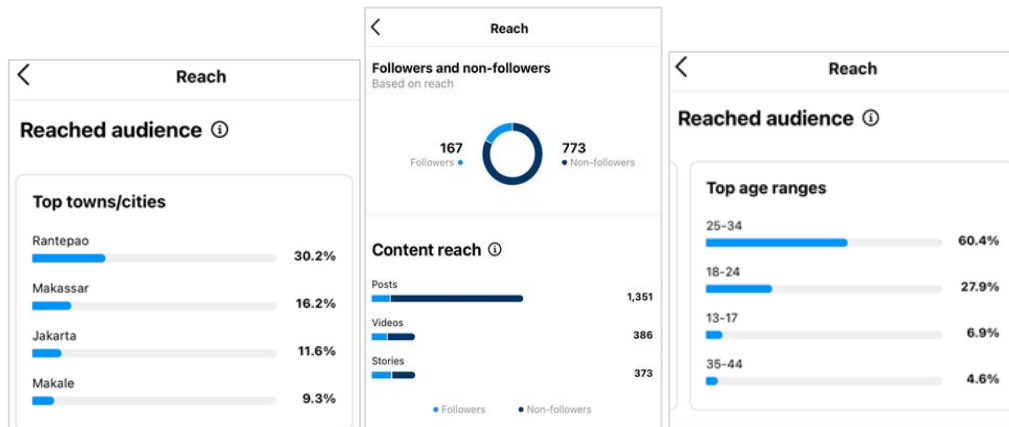 Reach
Reached audience
Top towns/cities
Rantepao
30.2%
Makassar
16.2%
Jakarta
11.6%
Makale
9.3%
Reach
Followers and non-followers
Based on reach
167
Followers
773
Non-followers
Content reach
Posts
1,351
Videos
386
Stories
373
Followers Non-followers
Reach
Reached audience
Top age ranges
25-34
60.4%
18-24
27.9%
13-17
6.9%
35-44
4.6%